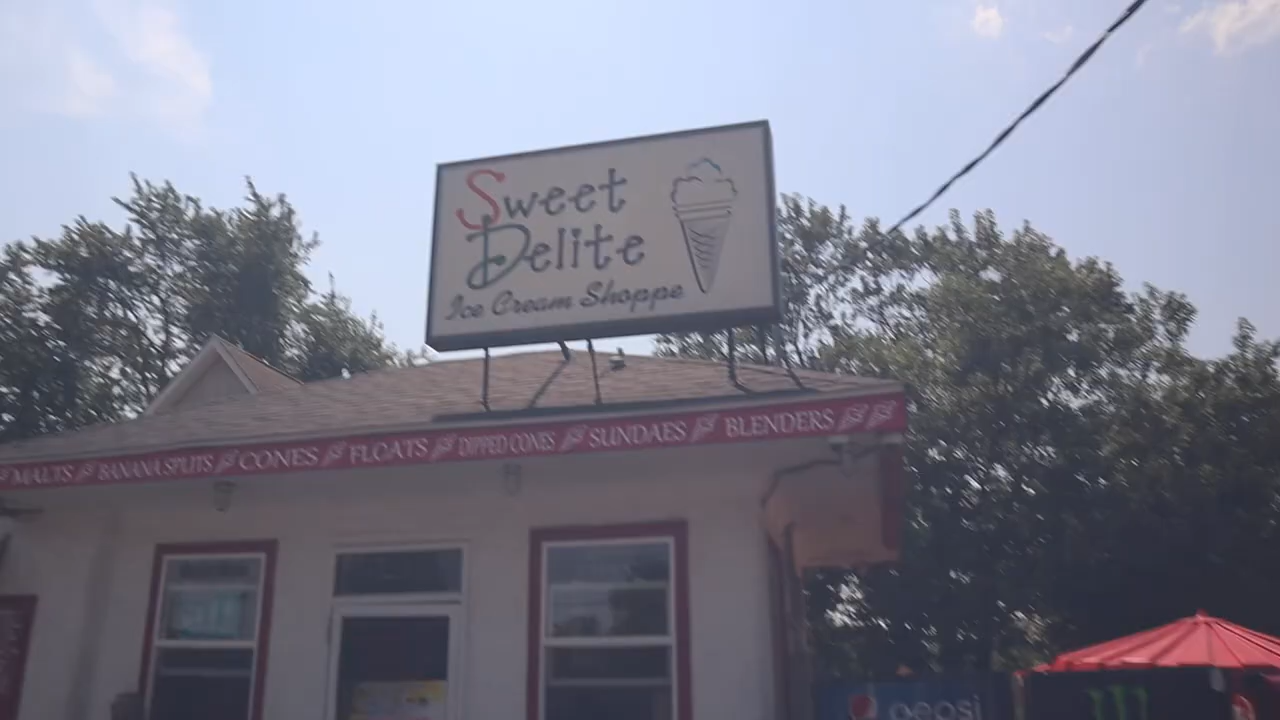 Sweet
Delite
Ice Cream Shoppe
MALTS BANANA SPLITS CONES FLOATS DIPPED CONES SUNDAES BLENDERS
pepsi